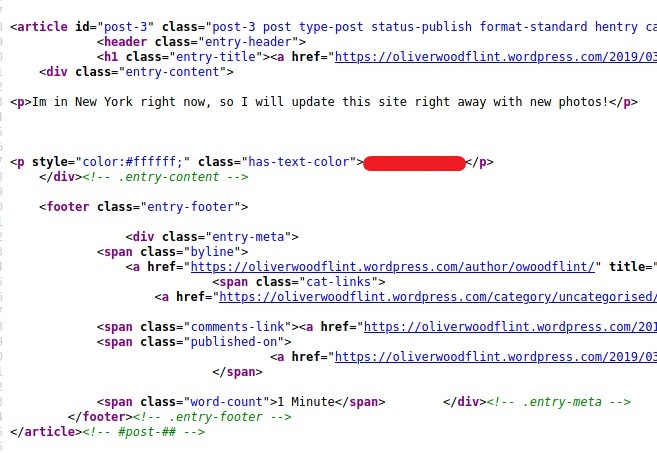 <article id="post-3" class="post-3 post type-post status-publish format-standard hentry ca
<header class="entry-header">
<h1 class="entry-title"><a href="https://oliverwoodflint.wordpress.com/2019/03
<div class="entry-content">
<p>Im in New York right now, so I will update this site right away with new photos!</p>
<p style="color:#ffffff;" class="has-text-color"></p>
</div><!-- .entry-content -->
<footer class="entry-footer">
<div class="entry-meta">
<span class="byline">
<a href="https://oliverwoodflint.wordpress.com/author/owoodflint/" title="
<span class="cat-links">
<a href="https://oliverwoodflint.wordpress.com/category/uncategorised/
<span class="comments-link"><a href="https://oliverwoodflint.wordpress.com/201
<span class="published-on">
<a href="https://oliverwoodflint.wordpress.com/2019/03
</span>
<span class="word-count">1 Minute</span> </div><!-- .entry-meta -->
</footer><!-- .entry-footer -->
</article><!-- #post-## -->